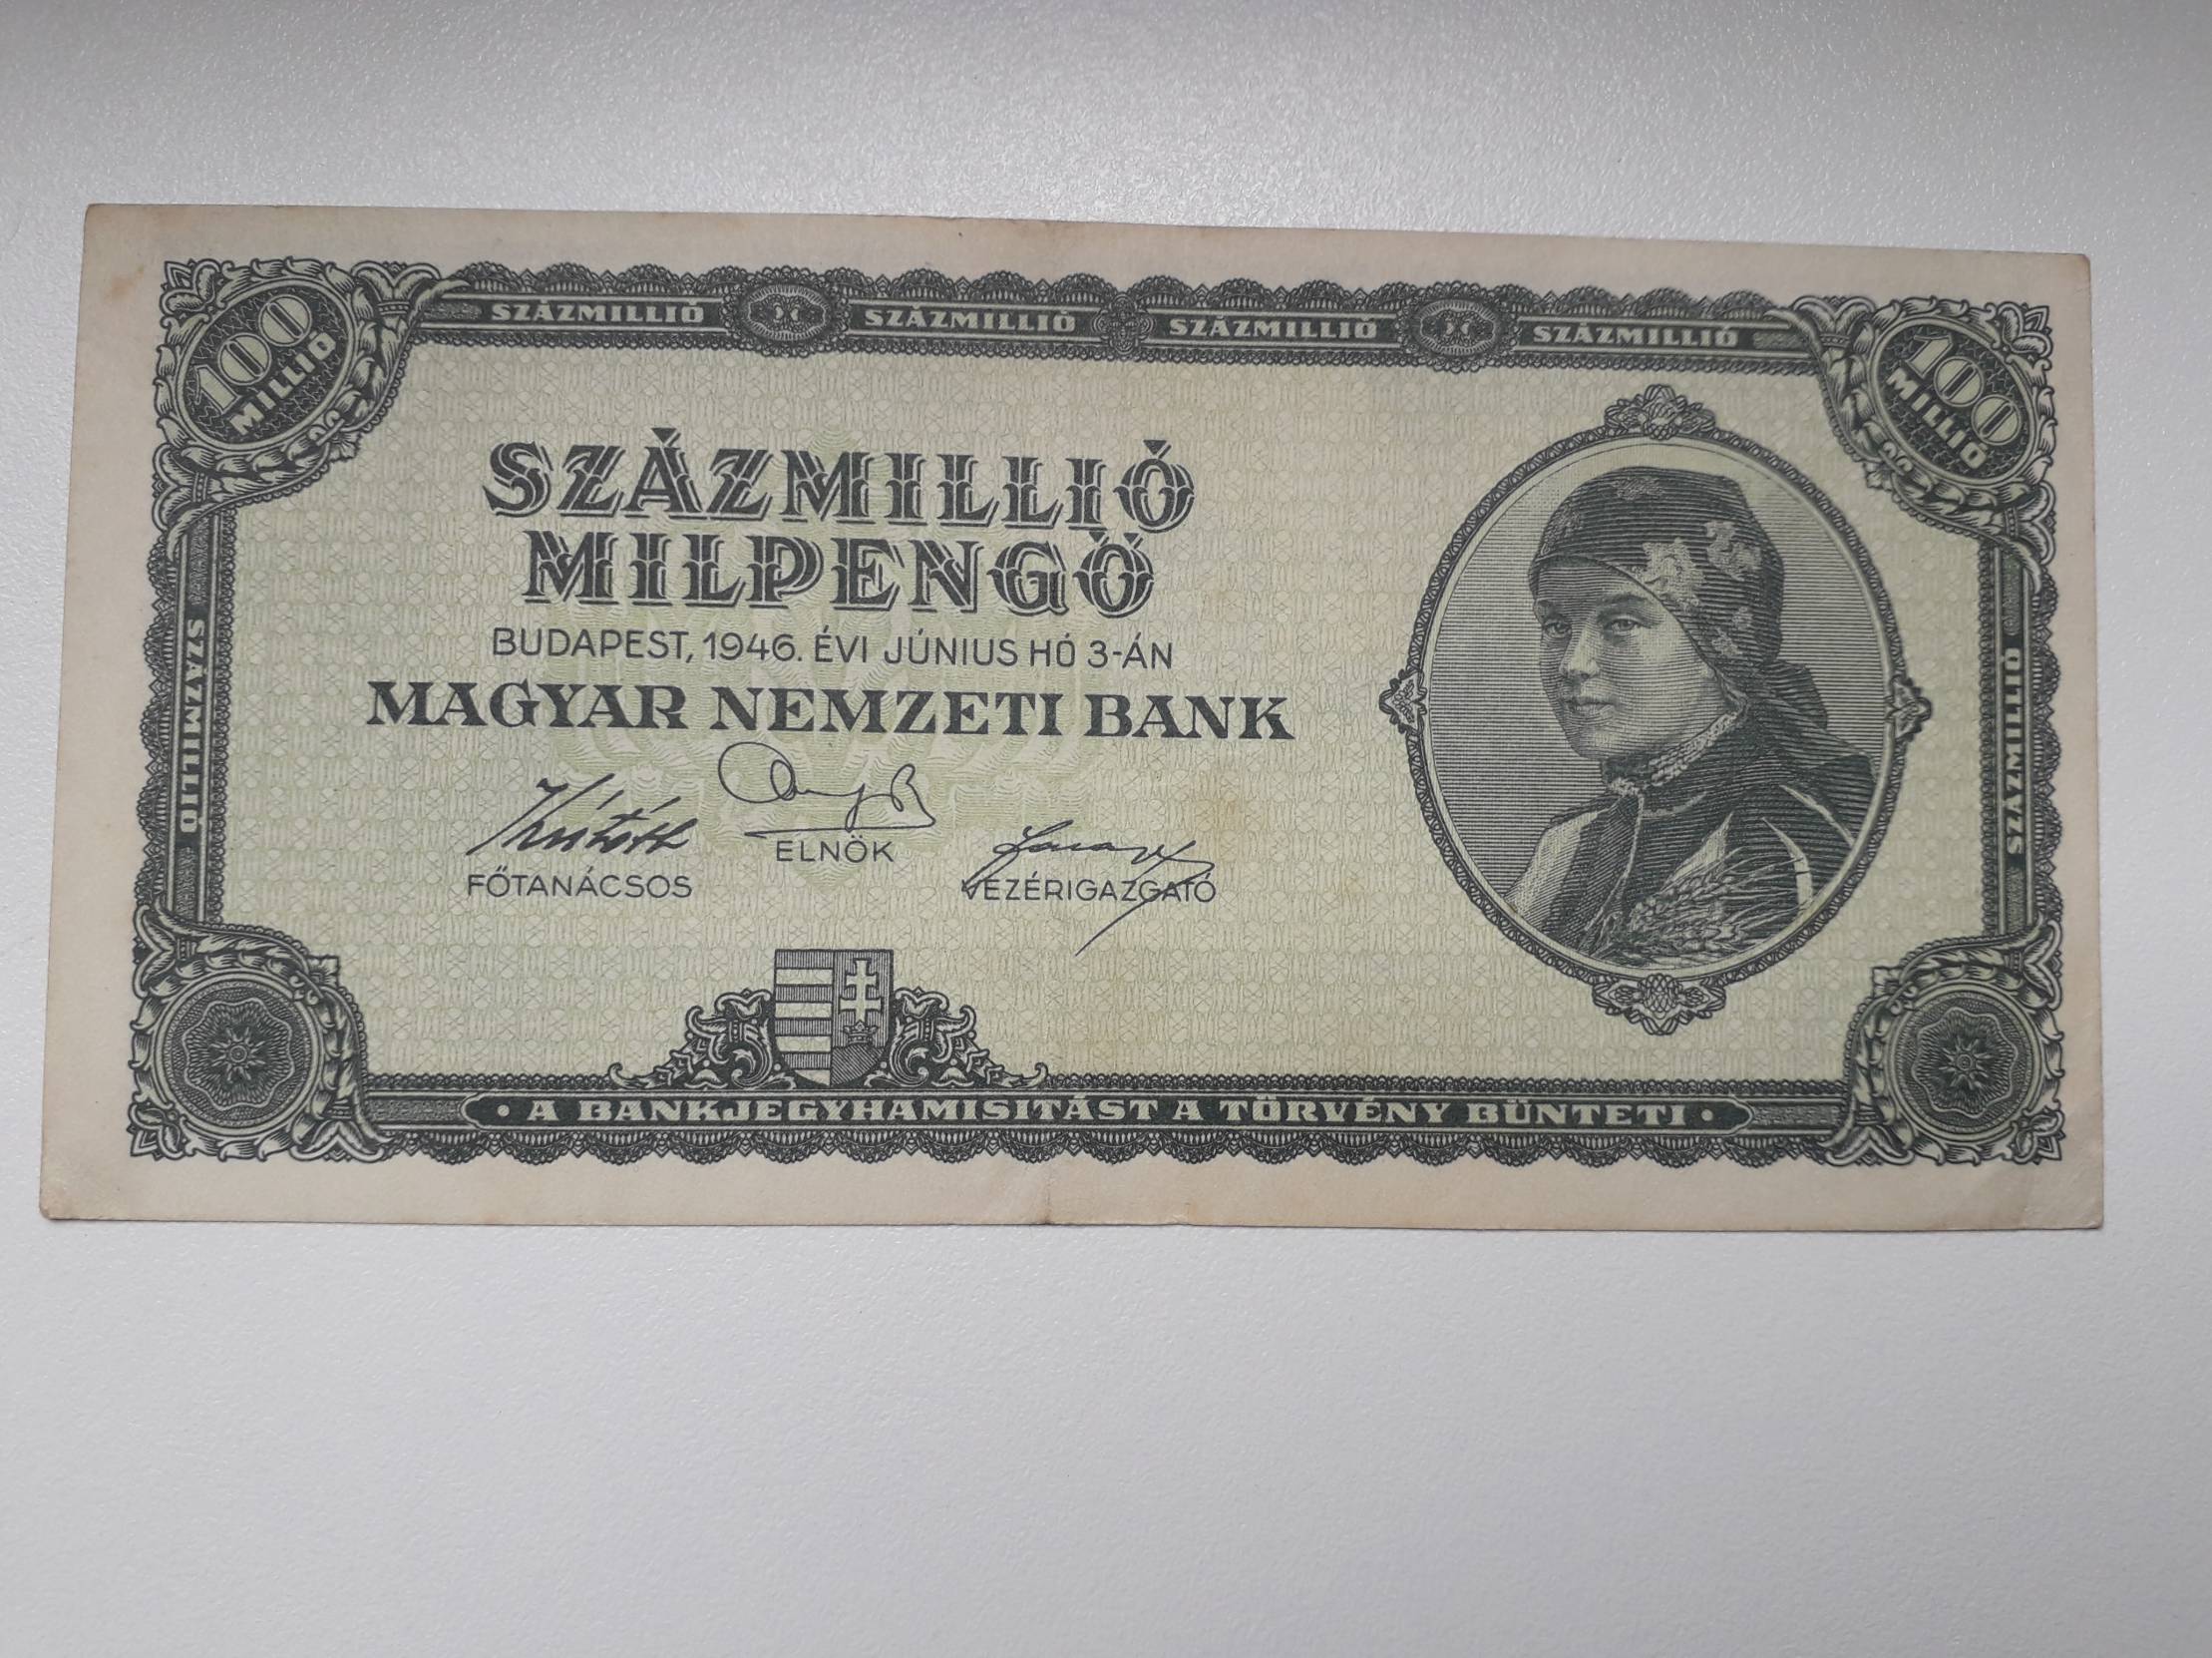 SZÁZMILLIÓ SZÁZMILLIÓ SZÁZMILLIÓ SZÁZMILLIÓ
100
MILLIÓ
100
MILLIÓ
SZÁZMILLIÓ
MILPENGŐ
BUDAPEST, 1946. ÉVI JÚNIUS HÓ 3-ÁN
MAGYAR NEMZETI BANK
FŐTANÁCSOS
ELNÖK
VEZÉRIGAZGATÓ
SZÁZMILLIÓ
SZÁZMILLIÓ
• A BANKJEGYHAMISITÁST A TÖRVÉNY BÜNTETI •